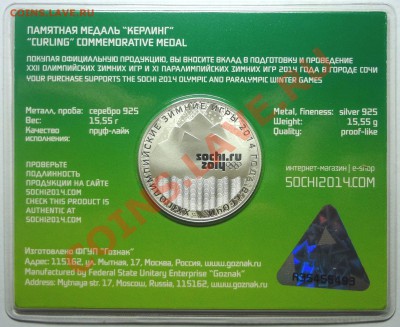 ПАМЯТНАЯ МЕДАЛЬ "КЕРЛИНГ"
"CURLING" COMMEMORATIVE MEDAL
ПОКУПАЯ ОФИЦИАЛЬНУЮ ПРОДУКЦИЮ, ВЫ ВНОСИТЕ ВКЛАД В ПОДГОТОВКУ И ПРОВЕДЕНИЕ
XXII ОЛИМПИЙСКИХ ЗИМНИХ ИГР И XI ПАРАЛИМПИЙСКИХ ЗИМНИХ ИГР 2014 ГОДА В ГОРОДЕ СОЧИ
YOUR PURCHASE SUPPORTS THE SOCHI 2014 OLYMPIC AND PARALYMPIC WINTER GAMES
Металл, проба: серебро 925
Вес: 15,55 г
Качество исполнения: пруф-лайк
Metal, fineness: silver 925
Weight: 15,55 g
Quality: proof-like
ОЛИМПИЙСКИЕ ЗИМНИЕ ИГРЫ 2014
sochi.ru
2014
ПРОВЕРЬТЕ
ПОДЛИННОСТЬ
ПРОДУКЦИИ НА САЙТЕ
SOCHI2014.COM
CHECK THIS PRODUCT IS
AUTHENTIC AT
SOCHI2014.COM
ИНТЕРНЕТ-МАГАЗИН | e-shop
SOCHI2014.COM
Изготовлено ФГУП "Гознак"
Адрес: 115162, ул. Мытная, 17, Москва, Россия, www.goznak.ru
Manufactured by Federal State Unitary Enterprise "Goznak"
Address: Mytnaya str. 17, Moscow, Russia, 115162, www.goznak.ru
COINS.LAVE.RU